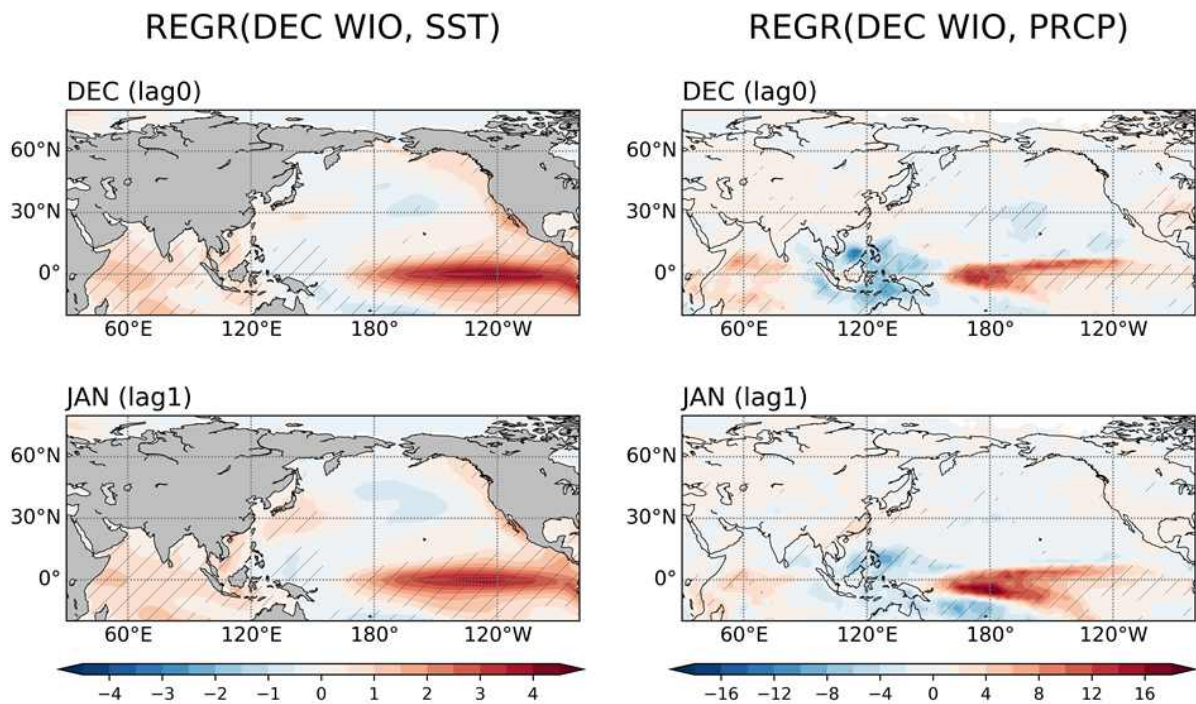 REGR(DEC WIO, SST)
REGR(DEC WIO, PRCP)
DEC (lag0)
60°N
30°N
0°
60°E 120°E 180° 120°W
DEC (lag0)
60°N
30°N
0°
60°E 120°E 180° 120°W
JAN (lag1)
60°N
30°N
0°
60°E 120°E 180° 120°W
JAN (lag1)
60°N
30°N
0°
60°E 120°E 180° 120°W
−4 −3 −2 −1 0 1 2 3 4
−16 −12 −8 −4 0 4 8 12 16